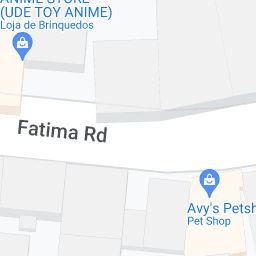 ANIME STORE
(UDE TOY ANIME)
Loja de Brinquedos
Fatima Rd
Avy's Petsh
Pet Shop